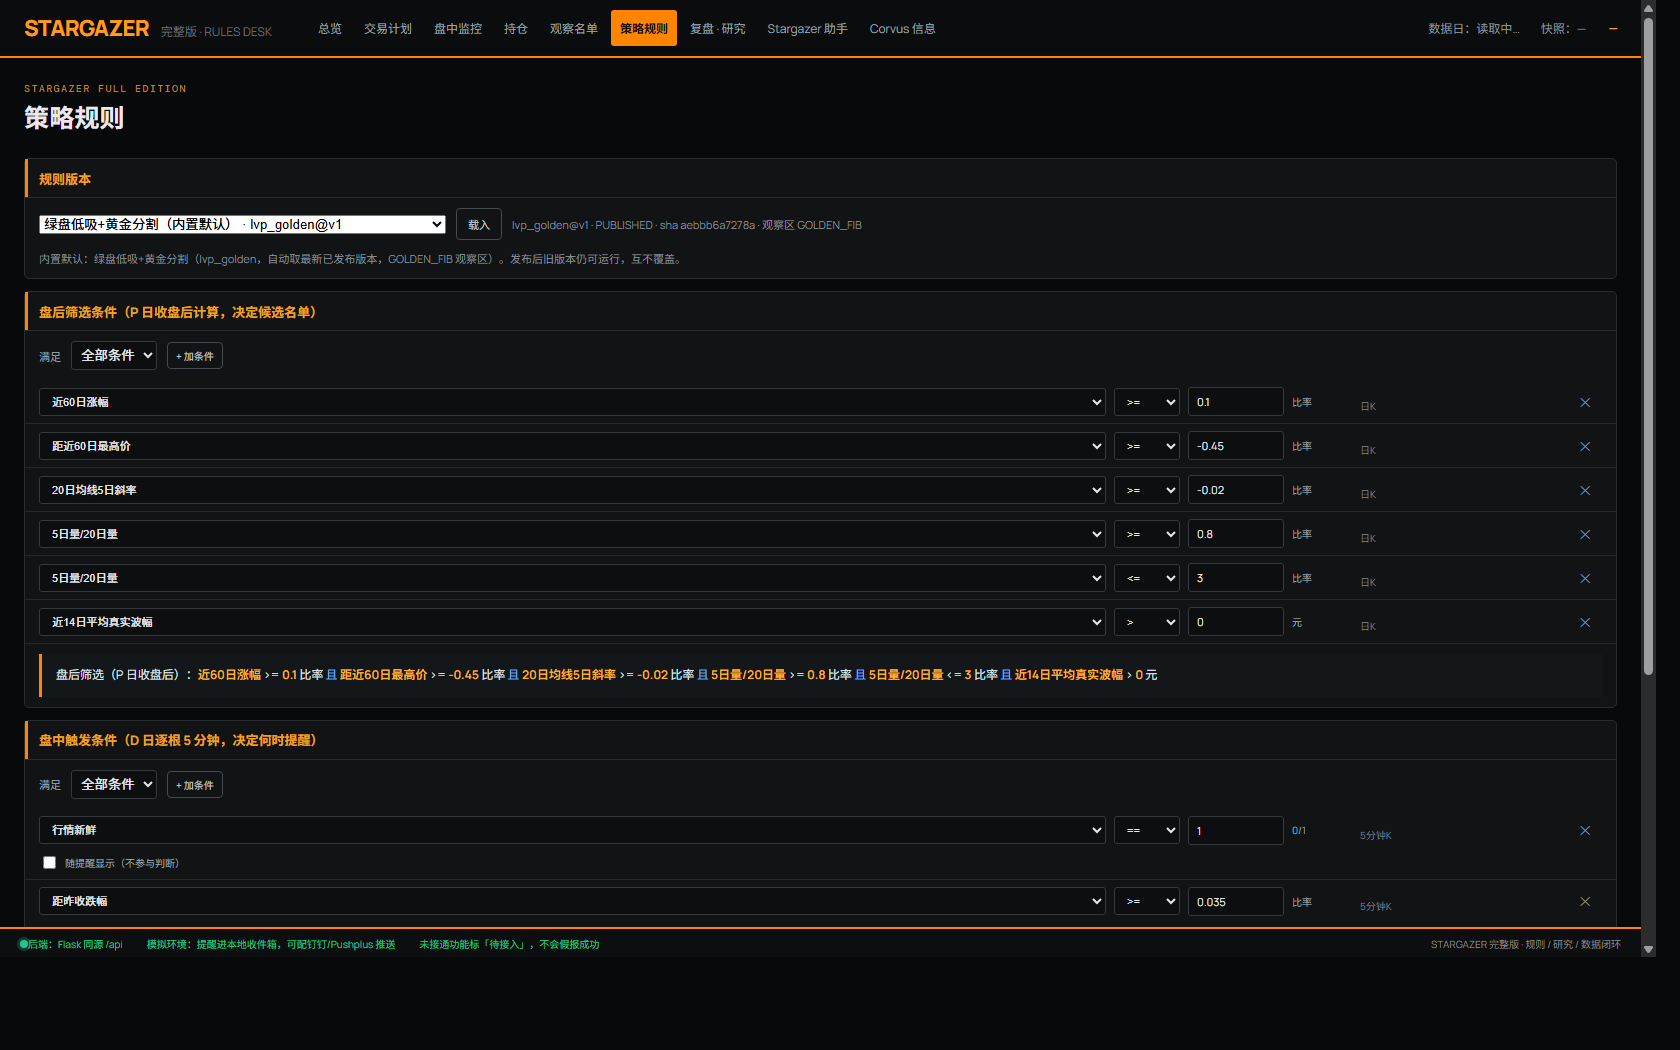 STARGAZER 完整版 · RULES DESK 总览 交易计划 盘中监控 持仓 观察名单 策略规则 复盘 · 研究 Stargazer 助手 Corvus 信息 数据日：读取中… 快照：— —
STARGAZER FULL EDITION
策略规则
规则版本
绿盘低吸+黄金分割（内置默认） · lvp_golden@v1 载入 lvp_golden@v1 · PUBLISHED · sha aebbb6a7278a · 观察区 GOLDEN_FIB
内置默认：绿盘低吸+黄金分割（lvp_golden，自动取最新已发布版本，GOLDEN_FIB 观察区）。发布后旧版本仍可运行，互不覆盖。
盘后筛选条件（P 日收盘后计算，决定候选名单）
满足 全部条件 + 加条件
近60日涨幅 >= 0.1 比率 日K ×
距近60日最高价 >= -0.45 比率 日K ×
20日均线5日斜率 >= -0.02 比率 日K ×
5日量/20日量 >= 0.8 比率 日K ×
5日量/20日量 <= 3 比率 日K ×
近14日平均真实波幅 > 0 元 日K ×
盘后筛选（P 日收盘后）：近60日涨幅 >= 0.1 比率 且 距近60日最高价 >= -0.45 比率 且 20日均线5日斜率 >= -0.02 比率 且 5日量/20日量 >= 0.8 比率 且 5日量/20日量 <= 3 比率 且 近14日平均真实波幅 > 0 元
盘中触发条件（D 日逐根 5 分钟，决定何时提醒）
满足 全部条件 + 加条件
行情新鲜 == 1 0/1 5分钟K ×
随提醒显示（不参与判断）
距昨收跌幅 >= 0.035 比率 5分钟K ×
后端：Flask 同源 /api 模拟环境：提醒进本地收件箱，可配钉钉/Pushplus 推送 未接通功能标「待接入」，不会假报成功 STARGAZER 完整版 · 规则 / 研究 / 数据闭环